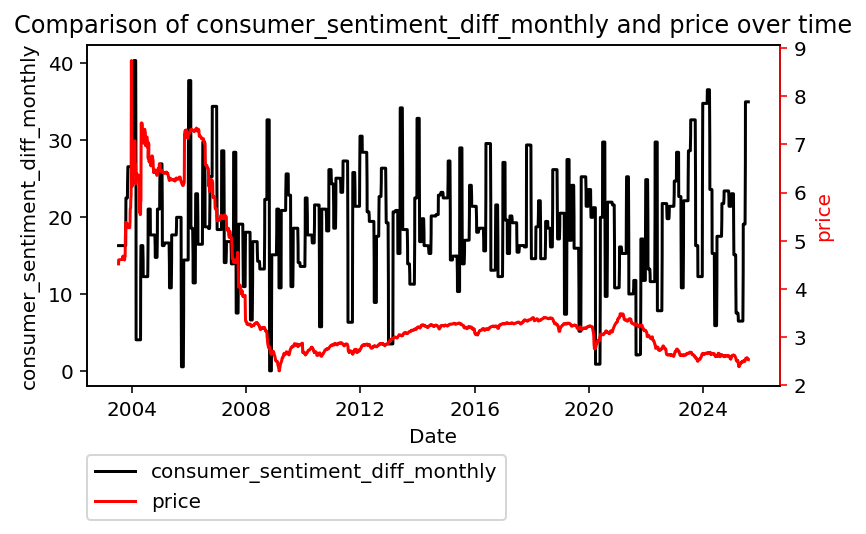 Comparison of consumer_sentiment_diff_monthly and price over time
consumer_sentiment_diff_monthly
40
30
20
10
0
9
8
7
6
5
4
3
2
price
2004 2008 2012 2016 2020 2024
Date
consumer_sentiment_diff_monthly
price